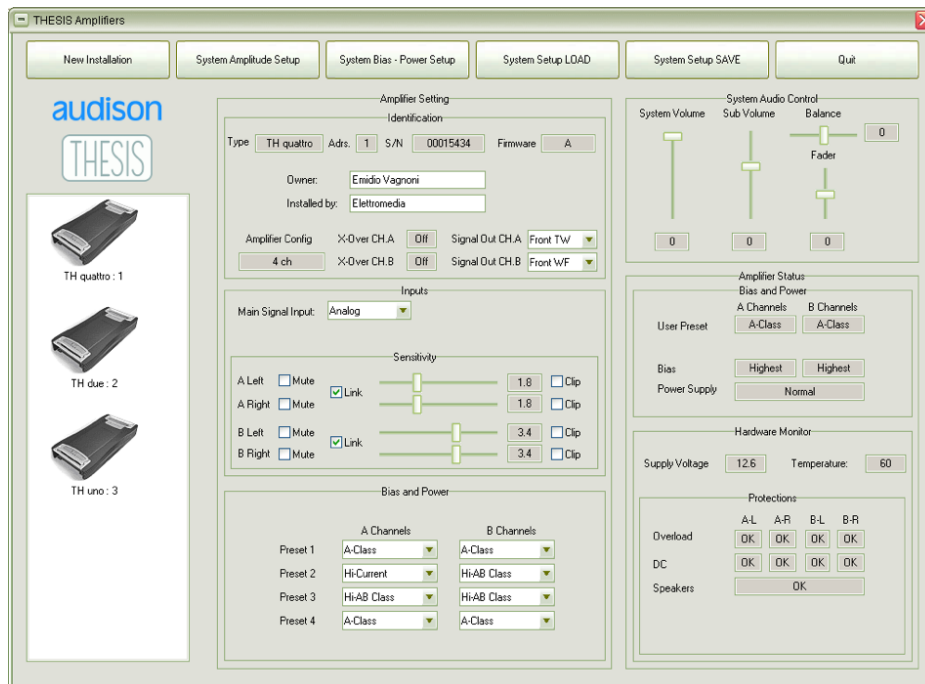 THESIS Amplifiers
New Installation
System Amplitude Setup
System Bias - Power Setup
System Setup LOAD
System Setup SAVE
Quit
audison
THESIS
TH quattro : 1
TH due : 2
TH uno : 3
Amplifier Setting
Identification
Type TH quattro Adrs. 1 S/N 00015434 Firmware A
Owner: Emidio Vagnoni
Installed by: Elettromedia
Amplifier Config X-Over CH.A Off Signal Out CH.A Front TW
4 ch X-Over CH.B Off Signal Out CH.B Front WF
Inputs
Main Signal Input: Analog
Sensitivity
A Left Mute Link 1.8 Clip
A Right Mute 1.8 Clip
B Left Mute Link 3.4 Clip
B Right Mute 3.4 Clip
Bias and Power
A Channels B Channels
Preset 1 A-Class A-Class
Preset 2 Hi-Current Hi-AB Class
Preset 3 Hi-AB Class Hi-AB Class
Preset 4 A-Class A-Class
System Audio Control
System Volume Sub Volume Balance
0
Fader
0 0 0
Amplifier Status
Bias and Power
A Channels B Channels
User Preset A-Class A-Class
Bias Highest Highest
Power Supply Normal
Hardware Monitor
Supply Voltage 12.6 Temperature: 60
Protections
A-L A-R B-L B-R
Overload OK OK OK OK
DC OK OK OK OK
Speakers OK